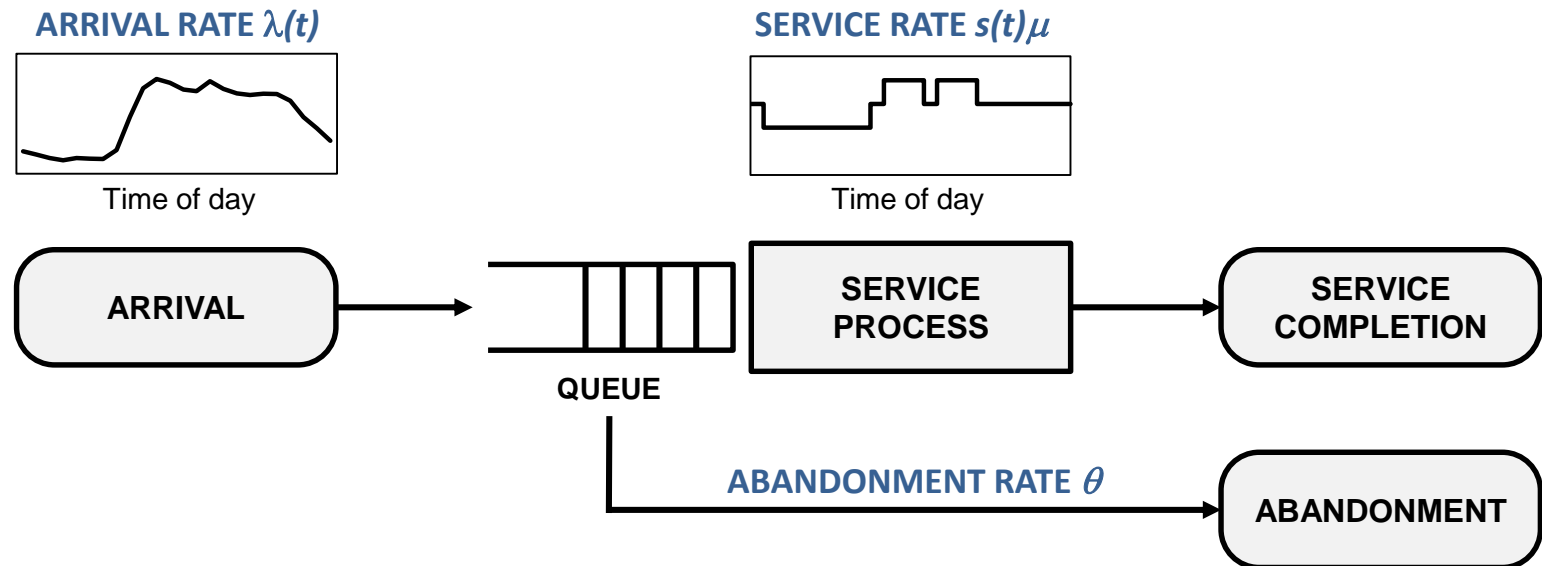 ARRIVAL RATE λ(t)
SERVICE RATE s(t)μ
Time of day
Time of day
ARRIVAL
QUEUE
SERVICE
PROCESS
SERVICE
COMPLETION
ABANDONMENT RATE θ
ABANDONMENT